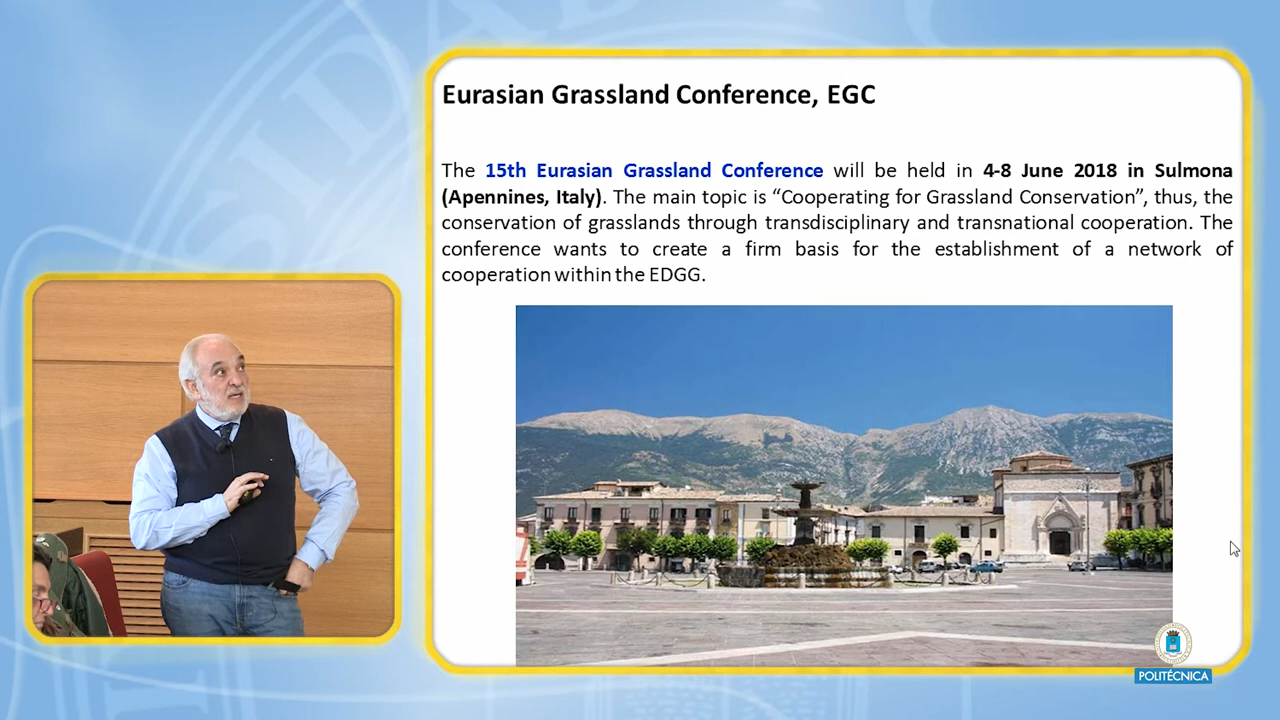 Eurasian Grassland Conference, EGC
The 15th Eurasian Grassland Conference will be held in 4-8 June 2018 in Sulmona
(Apennines, Italy). The main topic is “Cooperating for Grassland Conservation”, thus, the
conservation of grasslands through transdisciplinary and transnational cooperation. The
conference wants to create a firm basis for the establishment of a network of
cooperation within the EDGG.
POLITÉCNICA